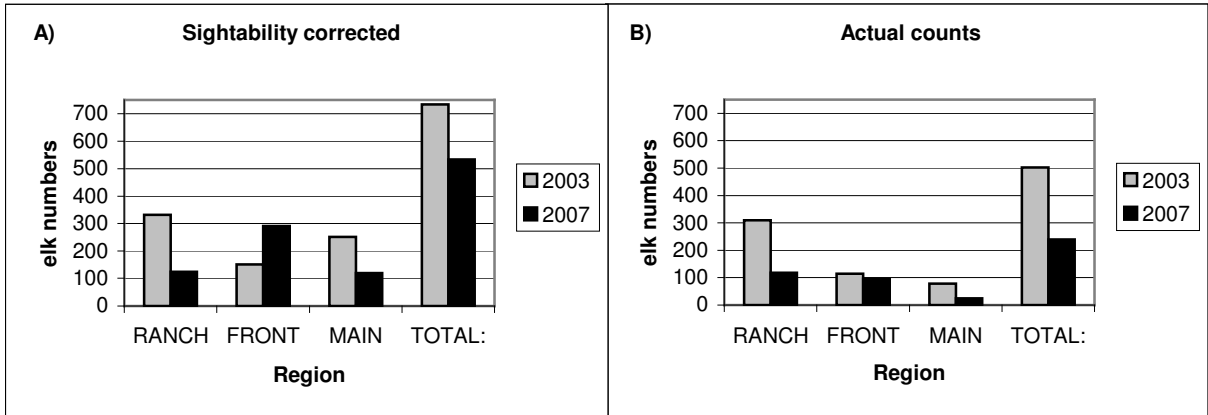 A) Sightability corrected
700
600
500
400
300
200
100
0
elk numbers
RANCH FRONT MAIN TOTAL:
Region
2003
2007
B) Actual counts
700
600
500
400
300
200
100
0
elk numbers
RANCH FRONT MAIN TOTAL:
Region
2003
2007